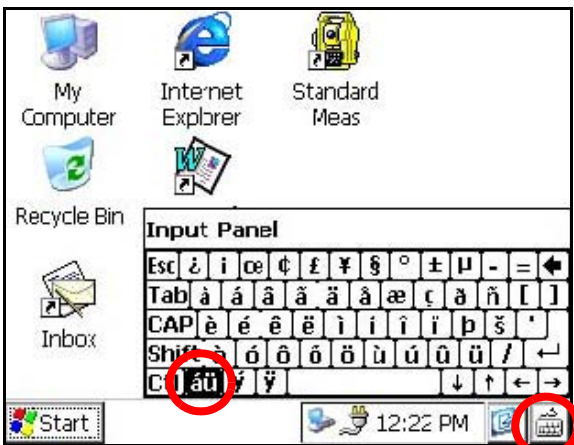 My
Computer
Internet
Explorer
Standard
Meas
Recycle Bin
Inbox
Input Panel
Esc ¿ ¡ œ ¢ £ ¥ § ° ± µ - = ←
Tab à á â ã ä å æ ç ð ñ [ ]
CAP è é ê ë ì í î ï þ š '
Shift ò ó ô õ ö ù ú û ü / ↵
Ctl áü ý ÿ ↓ ↑ ← →
Start
12:22 PM